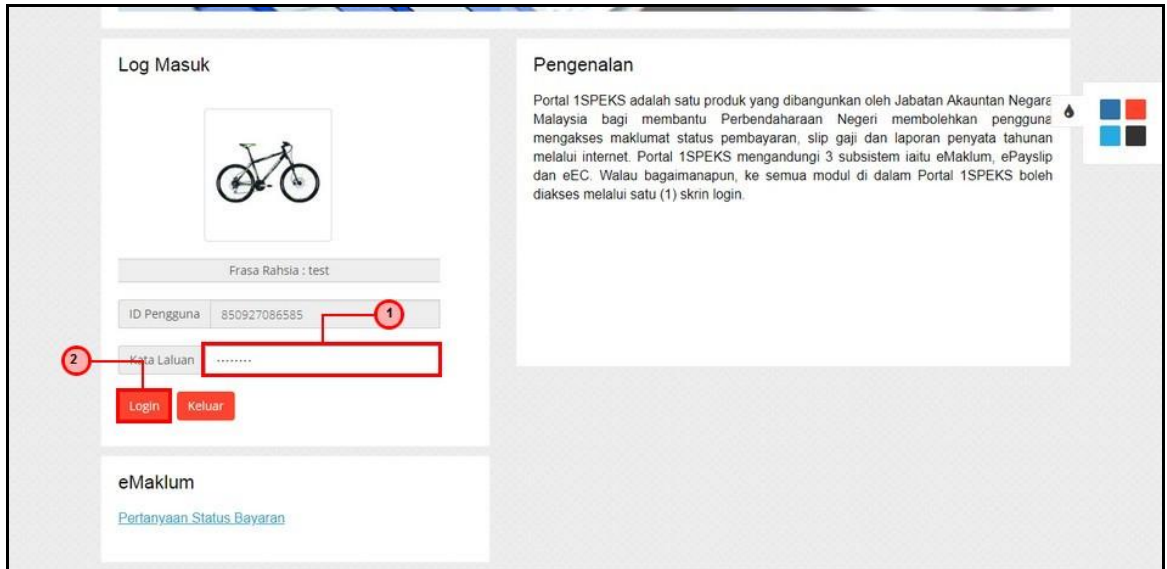 Log Masuk
Frasa Rahsia : test
ID Pengguna 850927086585
1
2
Kata Laluan ········
Login Keluar
eMaklum
Pertanyaan Status Bayaran
Pengenalan
Portal 1SPEKS adalah satu produk yang dibangunkan oleh Jabatan Akauntan Negara
Malaysia bagi membantu Perbendaharaan Negeri membolehkan pengguna
mengakses maklumat status pembayaran, slip gaji dan laporan penyata tahunan
melalui internet. Portal 1SPEKS mengandungi 3 subsistem iaitu eMaklum, ePayslip
dan eEC. Walau bagaimanapun, ke semua modul di dalam Portal 1SPEKS boleh
diakses melalui satu (1) skrin login.